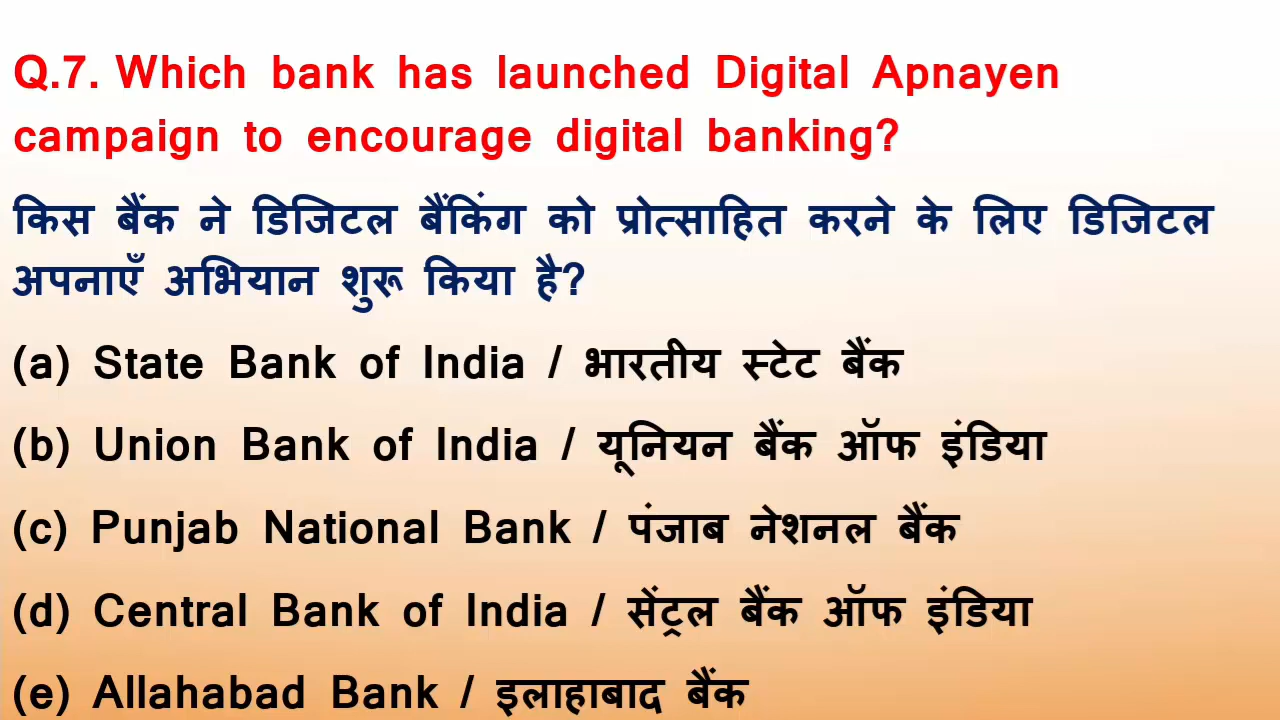 Q.7. Which bank has launched Digital Apnayen
campaign to encourage digital banking?
किस बैंक ने डिजिटल बैंकिंग को प्रोत्साहित करने के लिए डिजिटल
अपनाएँ अभियान शुरू किया है?
(a) State Bank of India / भारतीय स्टेट बैंक
(b) Union Bank of India / यूनियन बैंक ऑफ इंडिया
(c) Punjab National Bank / पंजाब नेशनल बैंक
(d) Central Bank of India / सेंट्रल बैंक ऑफ इंडिया
(e) Allahabad Bank / इलाहाबाद बैंक